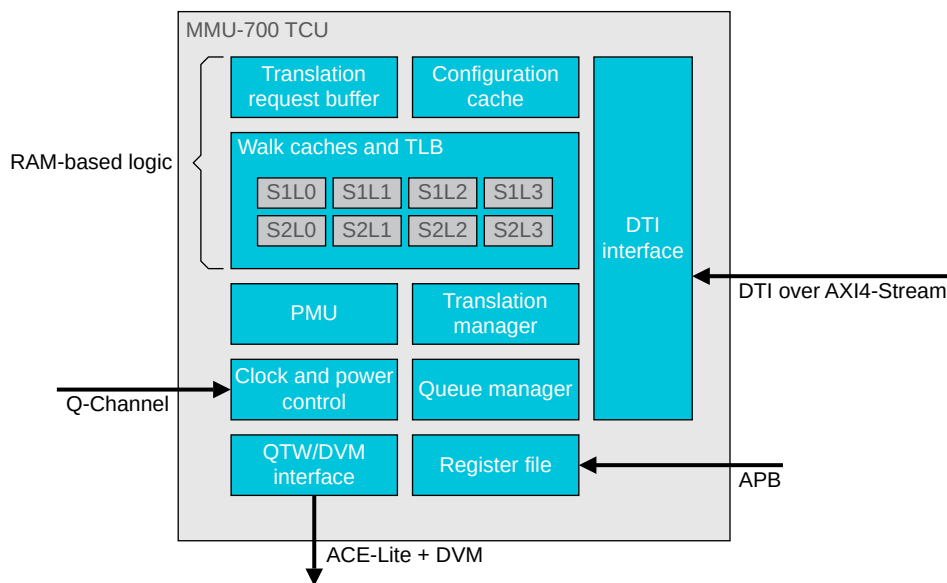 MMU-700 TCU
Translation
request buffer
Configuration
cache
RAM-based logic
Walk caches and TLB
S1L0 S1L1 S1L2 S1L3
S2L0 S2L1 S2L2 S2L3
DTI
interface
DTI over AXI4-Stream
PMU
Translation
manager
Clock and power
control
Queue manager
Q-Channel
QTW/DVM
interface
Register file
APB
ACE-Lite + DVM